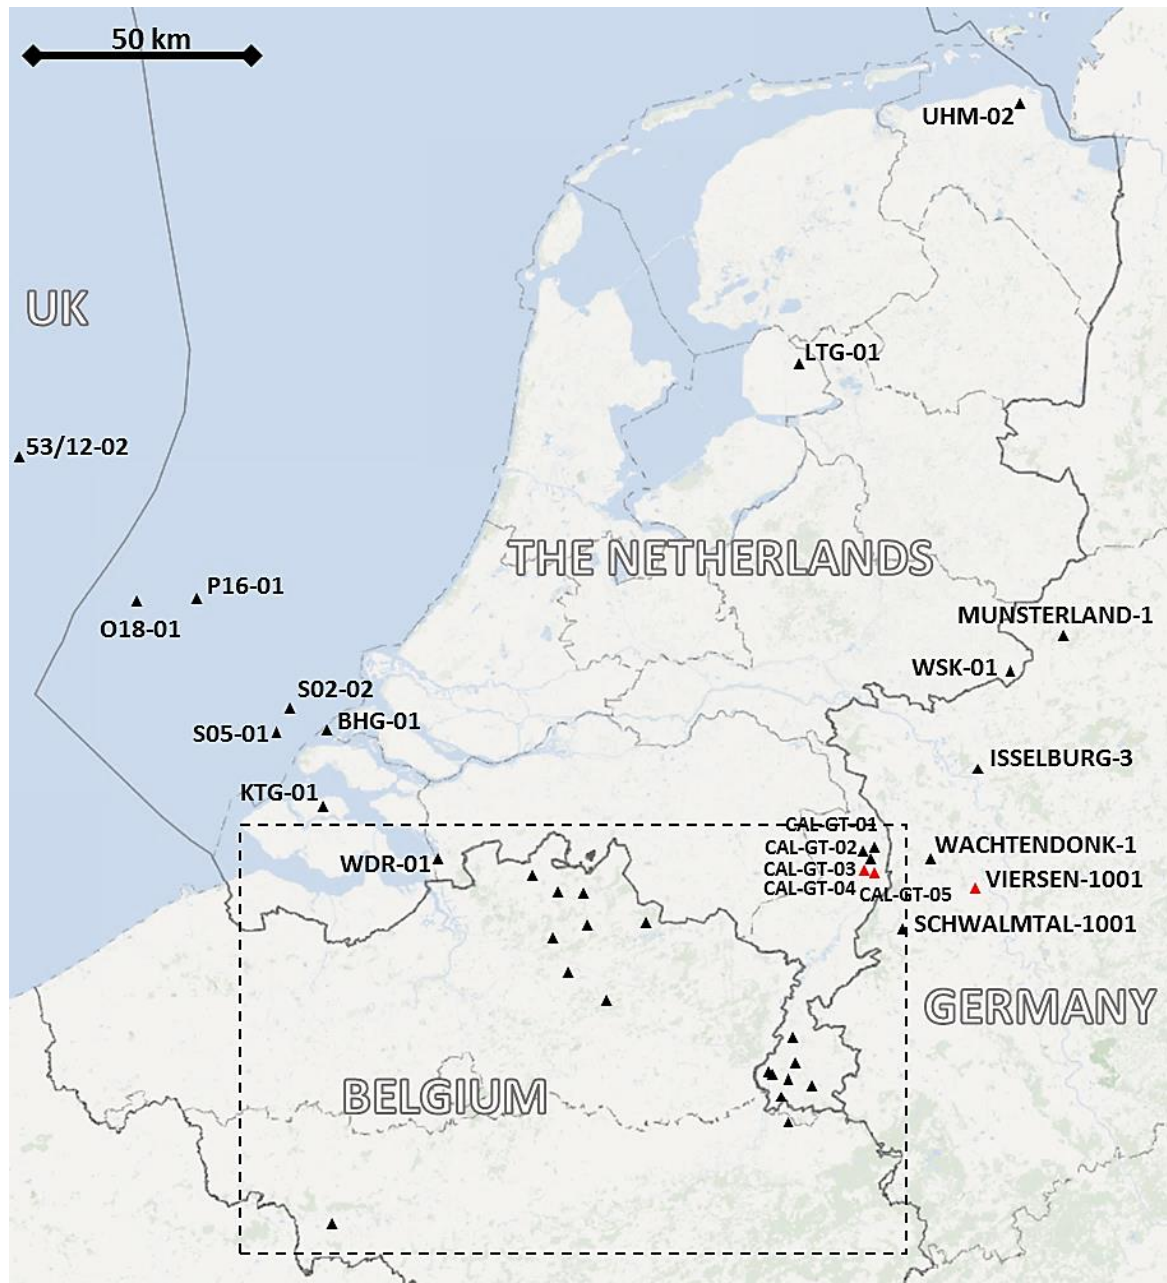 50 km
UHM-02
UK
LTG-01
53/12-02
THE NETHERLANDS
P16-01
O18-01
MUNSTERLAND-1
WSK-01
S02-02
BHG-01
S05-01
ISSELBURG-3
KTG-01
CAL-GT-01
WDR-01
CAL-GT-02
WACHTENDONK-1
CAL-GT-03
VIERSEN-1001
CAL-GT-04
CAL-GT-05
SCHWALMTAL-1001
GERMANY
BELGIUM